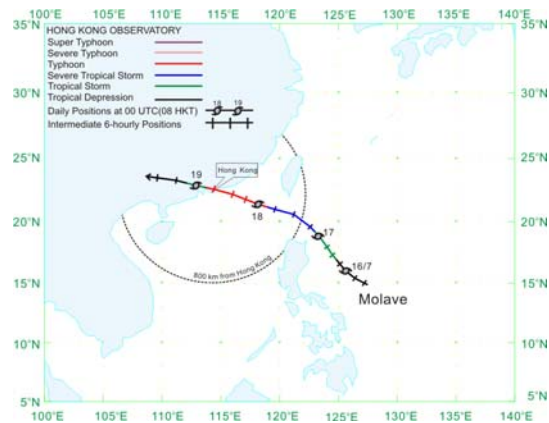 100°E 105°E 110°E 115°E 120°E 125°E 130°E 135°E 140°E
HONG KONG OBSERVATORY
Super Typhoon
Severe Typhoon
Typhoon
Severe Tropical Storm
Tropical Storm
Tropical Depression
Daily Positions at 00 UTC(08 HKT)
18 19
Intermediate 6-hourly Positions
35°N 35°N
30°N 30°N
25°N 25°N
Hong Kong
19
18
20°N 20°N
17
16/7
800 km from Hong Kong
15°N 15°N
Molave
10°N 10°N
5°N 5°N
100°E 105°E 110°E 115°E 120°E 125°E 130°E 135°E 140°E